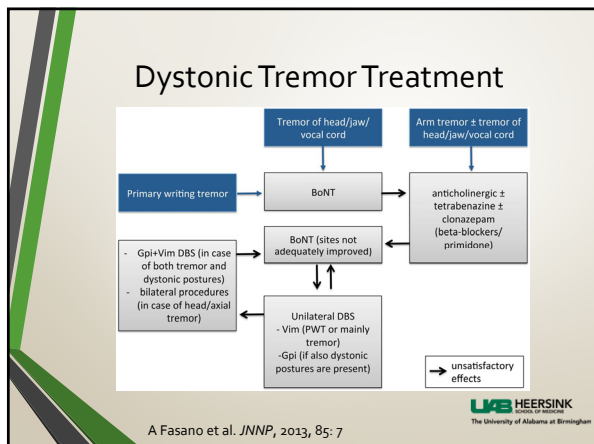 Dystonic Tremor Treatment
Tremor of head/jaw/
vocal cord
Arm tremor ± tremor of
head/jaw/vocal cord
Primary writing tremor
BoNT
anticholinergic ±
tetrabenazine ±
clonazepam
(beta-blockers/
primidone)
- Gpi+Vim DBS (in case
of both tremor and
dystonic postures)
- bilateral procedures
(in case of head/axial
tremor)
BoNT (sites not
adequately improved)
Unilateral DBS
- Vim (PWT or mainly
tremor)
-Gpi (if also dystonic
postures are present)
unsatisfactory
effects
A Fasano et al. JNNP, 2013, 85: 7
UAB HEERSINK
SCHOOL OF MEDICINE
The University of Alabama at Birmingham